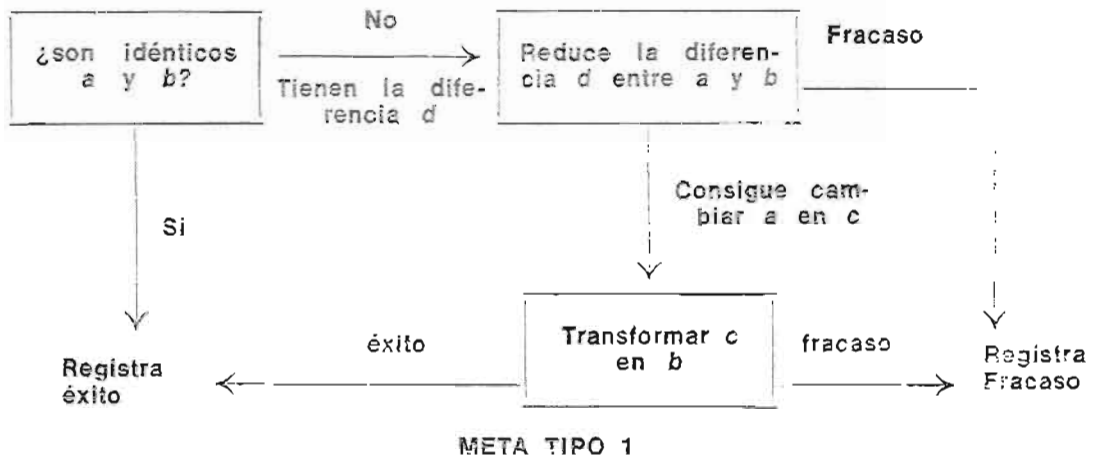 ¿son idénticos
a y b?
No
Tienen la dife-
rencia d
Reduce la diferen-
cia d entre a y b
Fracaso
Si
Consigue cam-
biar a en c
Registra
éxito
éxito
Transformar c
en b
fracaso
Registra
Fracaso
META TIPO 1